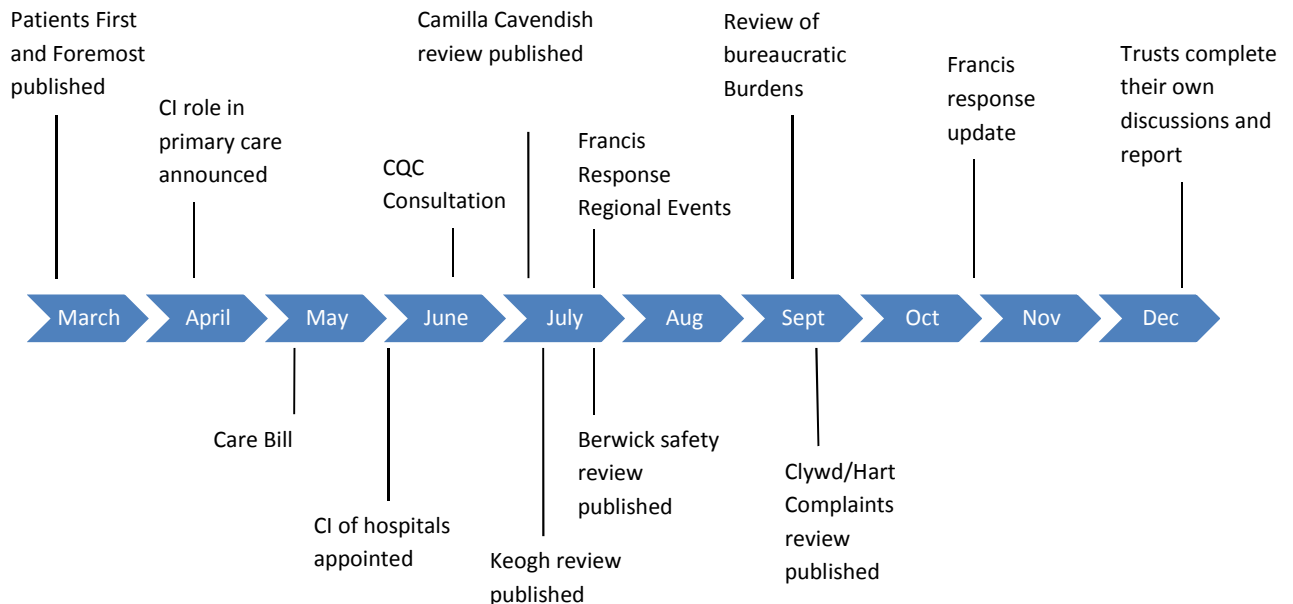 Patients First
and Foremost
published
CI role in
primary care
announced
Camilla Cavendish
review published
CQC
Consultation
Francis
Response
Regional Events
Review of
bureaucratic
Burdens
Francis
response
update
Trusts complete
their own
discussions and
report
March
April
May
June
July
Aug
Sept
Oct
Nov
Dec
Care Bill
CI of hospitals
appointed
Keogh review
published
Berwick safety
review
published
Clywd/Hart
Complaints
review
published